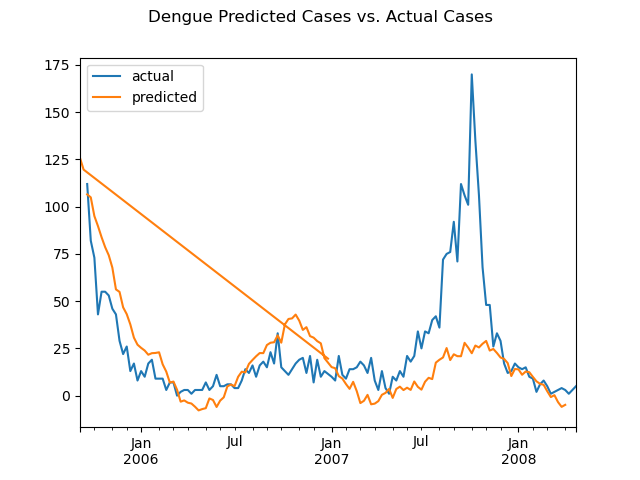 Dengue Predicted Cases vs. Actual Cases
175
150
125
100
75
50
25
0
actual
predicted
Jan
2006
Jul
Jan
2007
Jul
Jan
2008